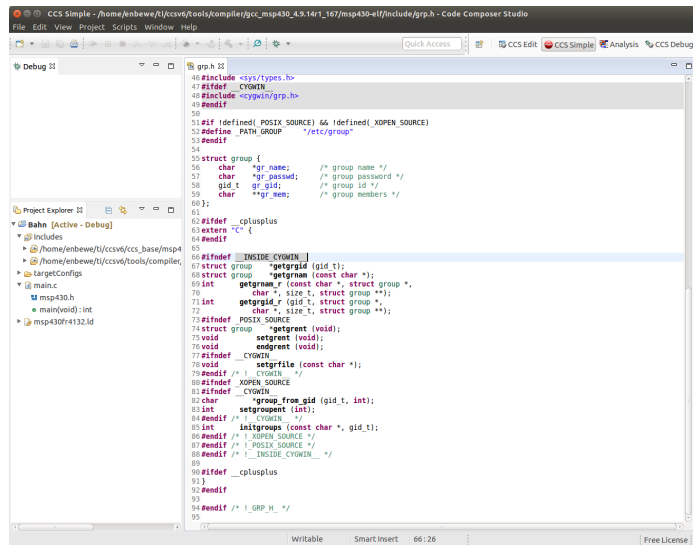 CCS Simple - /home/enbewe/ti/ccsv6/tools/compiler/gcc_msp430_4.9.14r1_167/msp430-elf/include/grp.h - Code Composer Studio
File Edit View Project Scripts Window Help
Quick Access
CCS Edit CCS Simple Analysis CCS Debug
Debug
grp.h
46 #include <sys/types.h>
47 #ifdef __CYGWIN__
48 #include <cygwin/grp.h>
49 #endif
50
51 #if !defined(_POSIX_SOURCE) && !defined(_XOPEN_SOURCE)
52 #define _PATH_GROUP "/etc/group"
53 #endif
54
55 struct group {
56 char *gr_name; /* group name */
57 char *gr_passwd; /* group password */
58 gid_t gr_gid; /* group id */
59 char **gr_mem; /* group members */
60 };
61
62 #ifdef __cplusplus
63 extern "C" {
64 #endif
65
66 #ifndef __INSIDE_CYGWIN__
67 struct group *getgrgid (gid_t);
68 struct group *getgrnam (const char *);
69 int getgrnam_r (const char *, struct group *,
70 char *, size_t, struct group **);
71 int getgrgid_r (gid_t, struct group *,
72 char *, size_t, struct group **);
73 #ifndef _POSIX_SOURCE
74 struct group *getgrent (void);
75 void setgrent (void);
76 void endgrent (void);
77 #ifndef __CYGWIN__
78 void setgrfile (const char *);
79 #endif /* !__CYGWIN__ */
80 #ifndef _XOPEN_SOURCE
81 #ifndef __CYGWIN__
82 char *group_from_gid (gid_t, int);
83 int setgroupent (int);
84 #endif /* !__CYGWIN__ */
85 int initgroups (const char *, gid_t);
86 #endif /* !_XOPEN_SOURCE */
87 #endif /* !_POSIX_SOURCE */
88 #endif /* !__INSIDE_CYGWIN__ */
89
90 #ifdef __cplusplus
91 }
92 #endif
93
94 #endif /* !_GRP_H_ */
95
Project Explorer
Bahn [Active - Debug]
Includes
/home/enbewe/ti/ccsv6/ccs_base/msp4
/home/enbewe/ti/ccsv6/tools/compiler,
targetConfigs
main.c
msp430.h
main(void) : int
msp430fr4132.ld
Writable Smart Insert 66 : 26 Free License